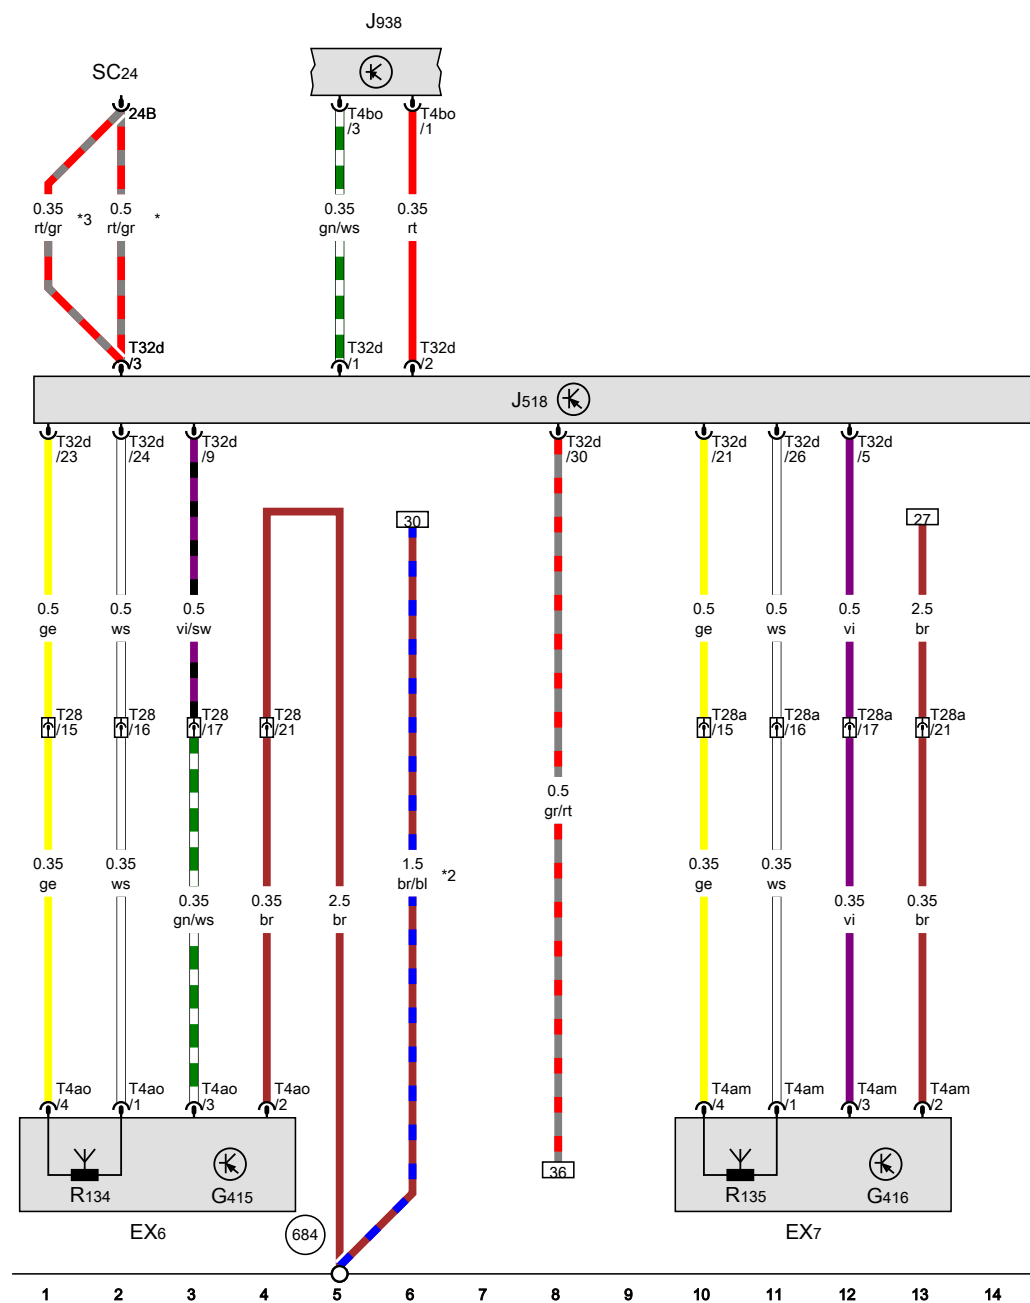 J938
SC24
24B
T4bo
/3
T4bo
/1
0.35
rt/gr
*3
0.5
rt/gr
*
0.35
gn/ws
0.35
rt
T32d
/3
T32d
/1
T32d
/2
J518
T32d
/23
T32d
/24
T32d
/9
T32d
/30
T32d
/21
T32d
/26
T32d
/5
30
27
0.5
ge
0.5
ws
0.5
vi/sw
0.5
ge
0.5
ws
0.5
vi
2.5
br
T28
/15
T28
/16
T28
/17
T28
/21
T28a
/15
T28a
/16
T28a
/17
T28a
/21
0.5
gr/rt
0.35
ge
0.35
ws
0.35
gn/ws
0.35
br
2.5
br
1.5
br/bl
*2
0.35
ge
0.35
ws
0.35
vi
0.35
br
T4ao
/4
T4ao
/1
T4ao
/3
T4ao
/2
T4am
/4
T4am
/1
T4am
/3
T4am
/2
36
R134
G415
R135
G416
EX6
684
EX7
1 2 3 4 5 6 7 8 9 10 11 12 13 14